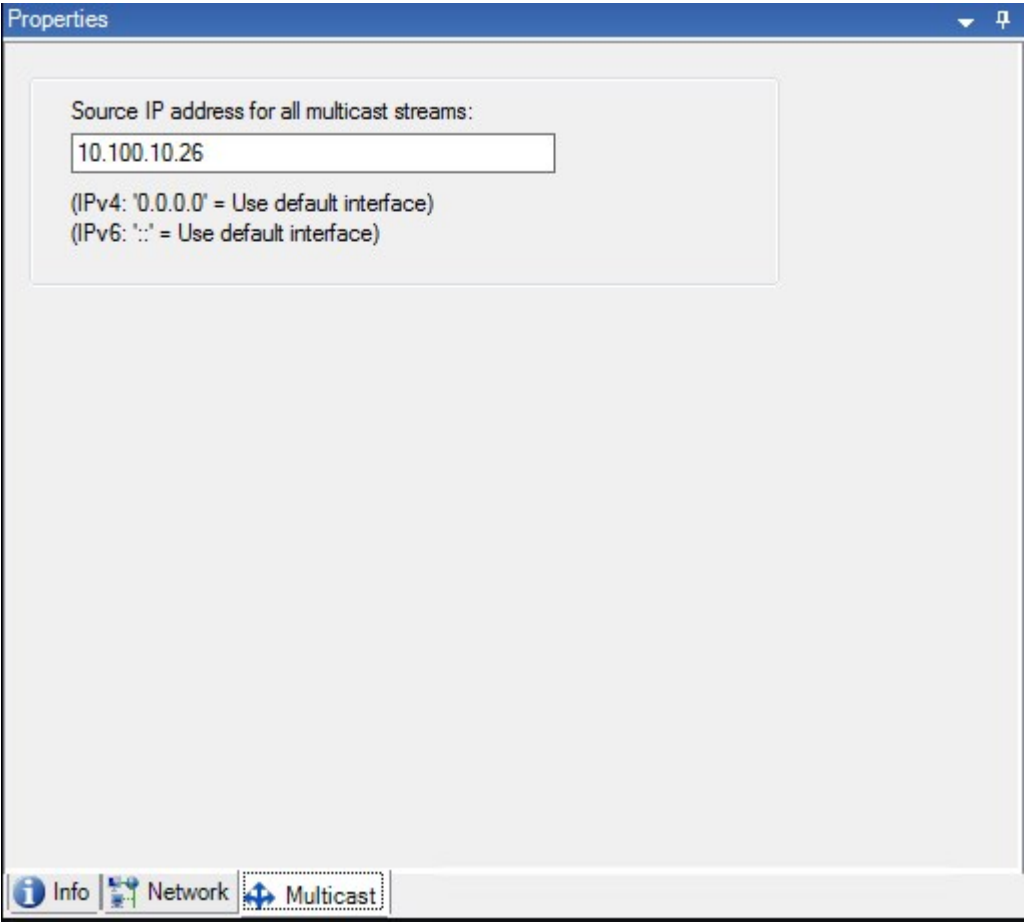 Properties
Source IP address for all multicast streams:
10.100.10.26
(IPv4: '0.0.0.0' = Use default interface)
(IPv6: '::' = Use default interface)
Info Network Multicast